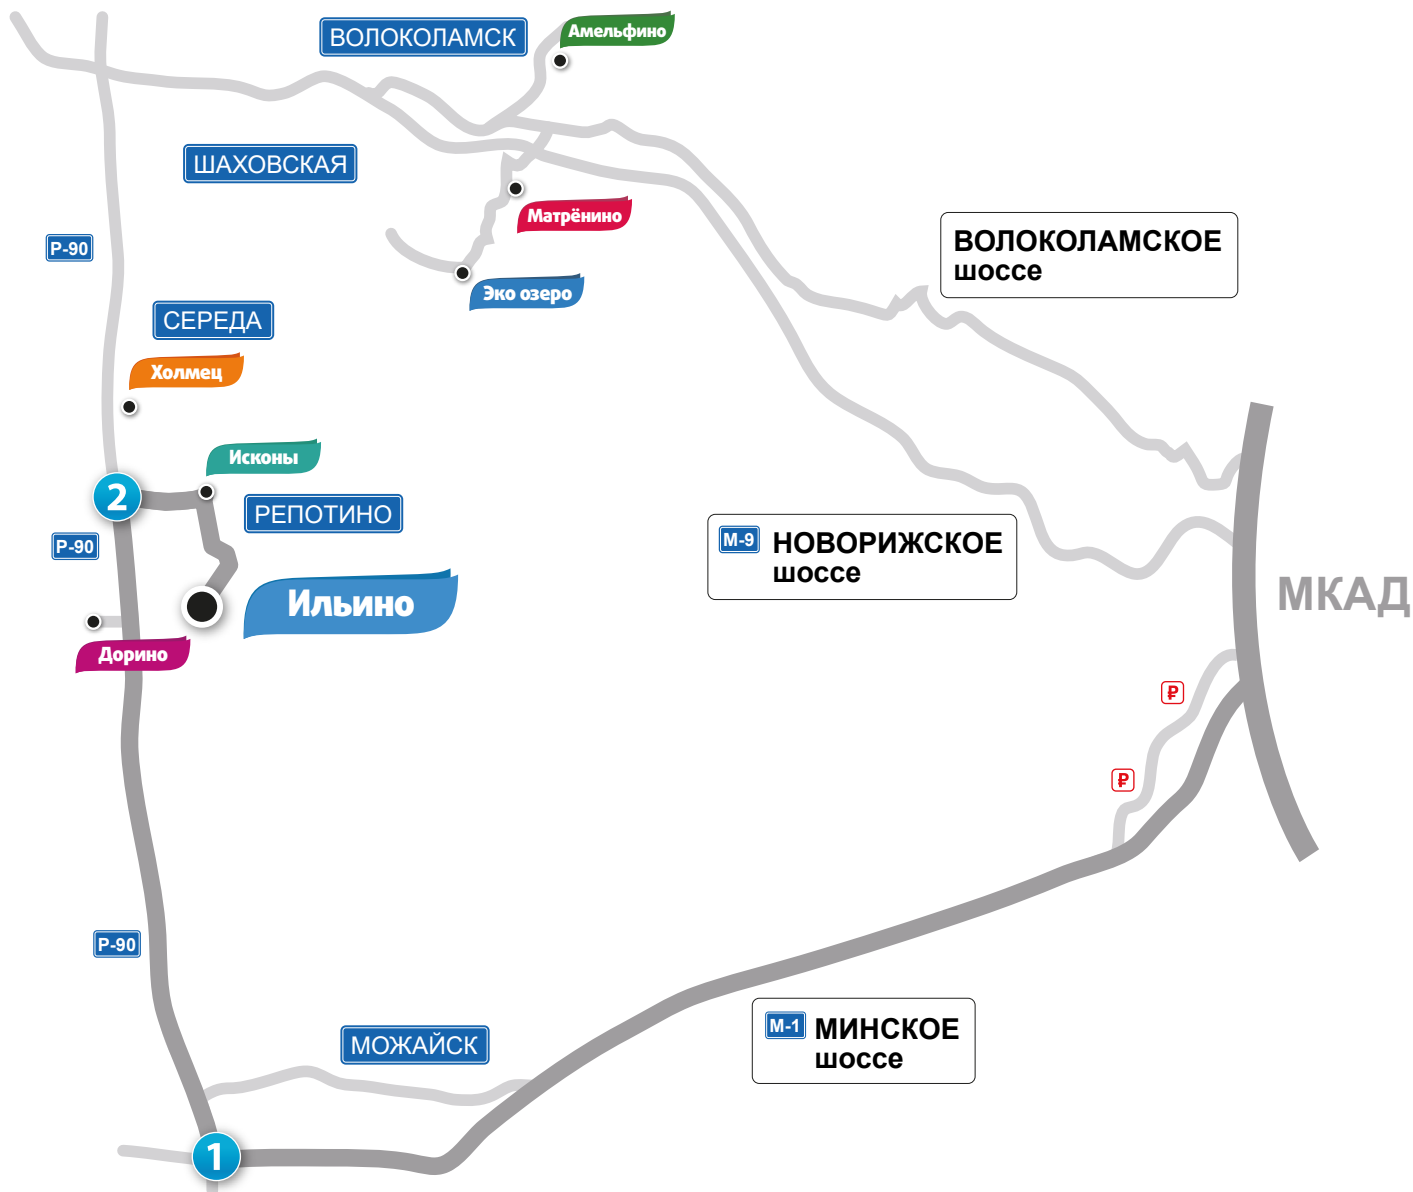 ВОЛОКОЛАМСК
Амельфино
ШАХОВСКАЯ
Матрёнино
Р-90
ВОЛОКОЛАМСКОЕ
шоссе
Эко озеро
СЕРЕДА
Холмец
Исконы
2
РЕПОТИНО
Р-90
М-9 НОВОРИЖСКОЕ
шоссе
МКАД
Ильино
Дорино
₽
₽
Р-90
М-1 МИНСКОЕ
шоссе
МОЖАЙСК
1